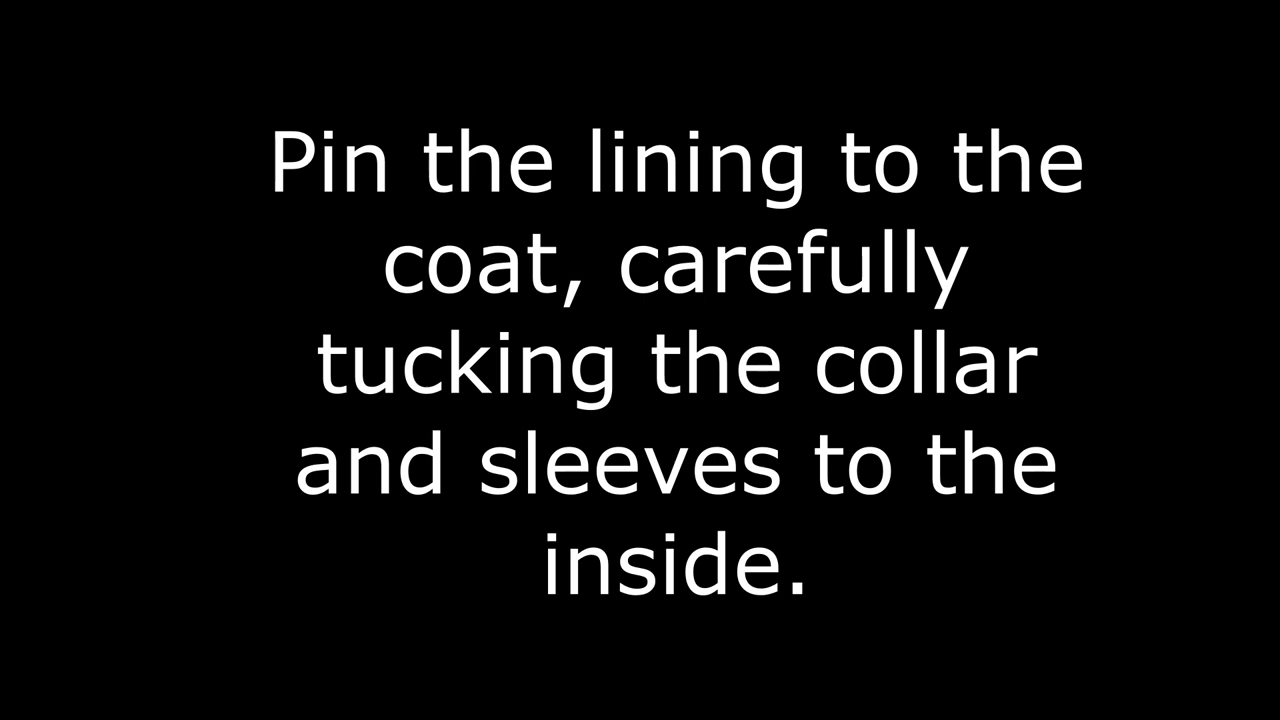 Pin the lining to the
coat, carefully
tucking the collar
and sleeves to the
inside.